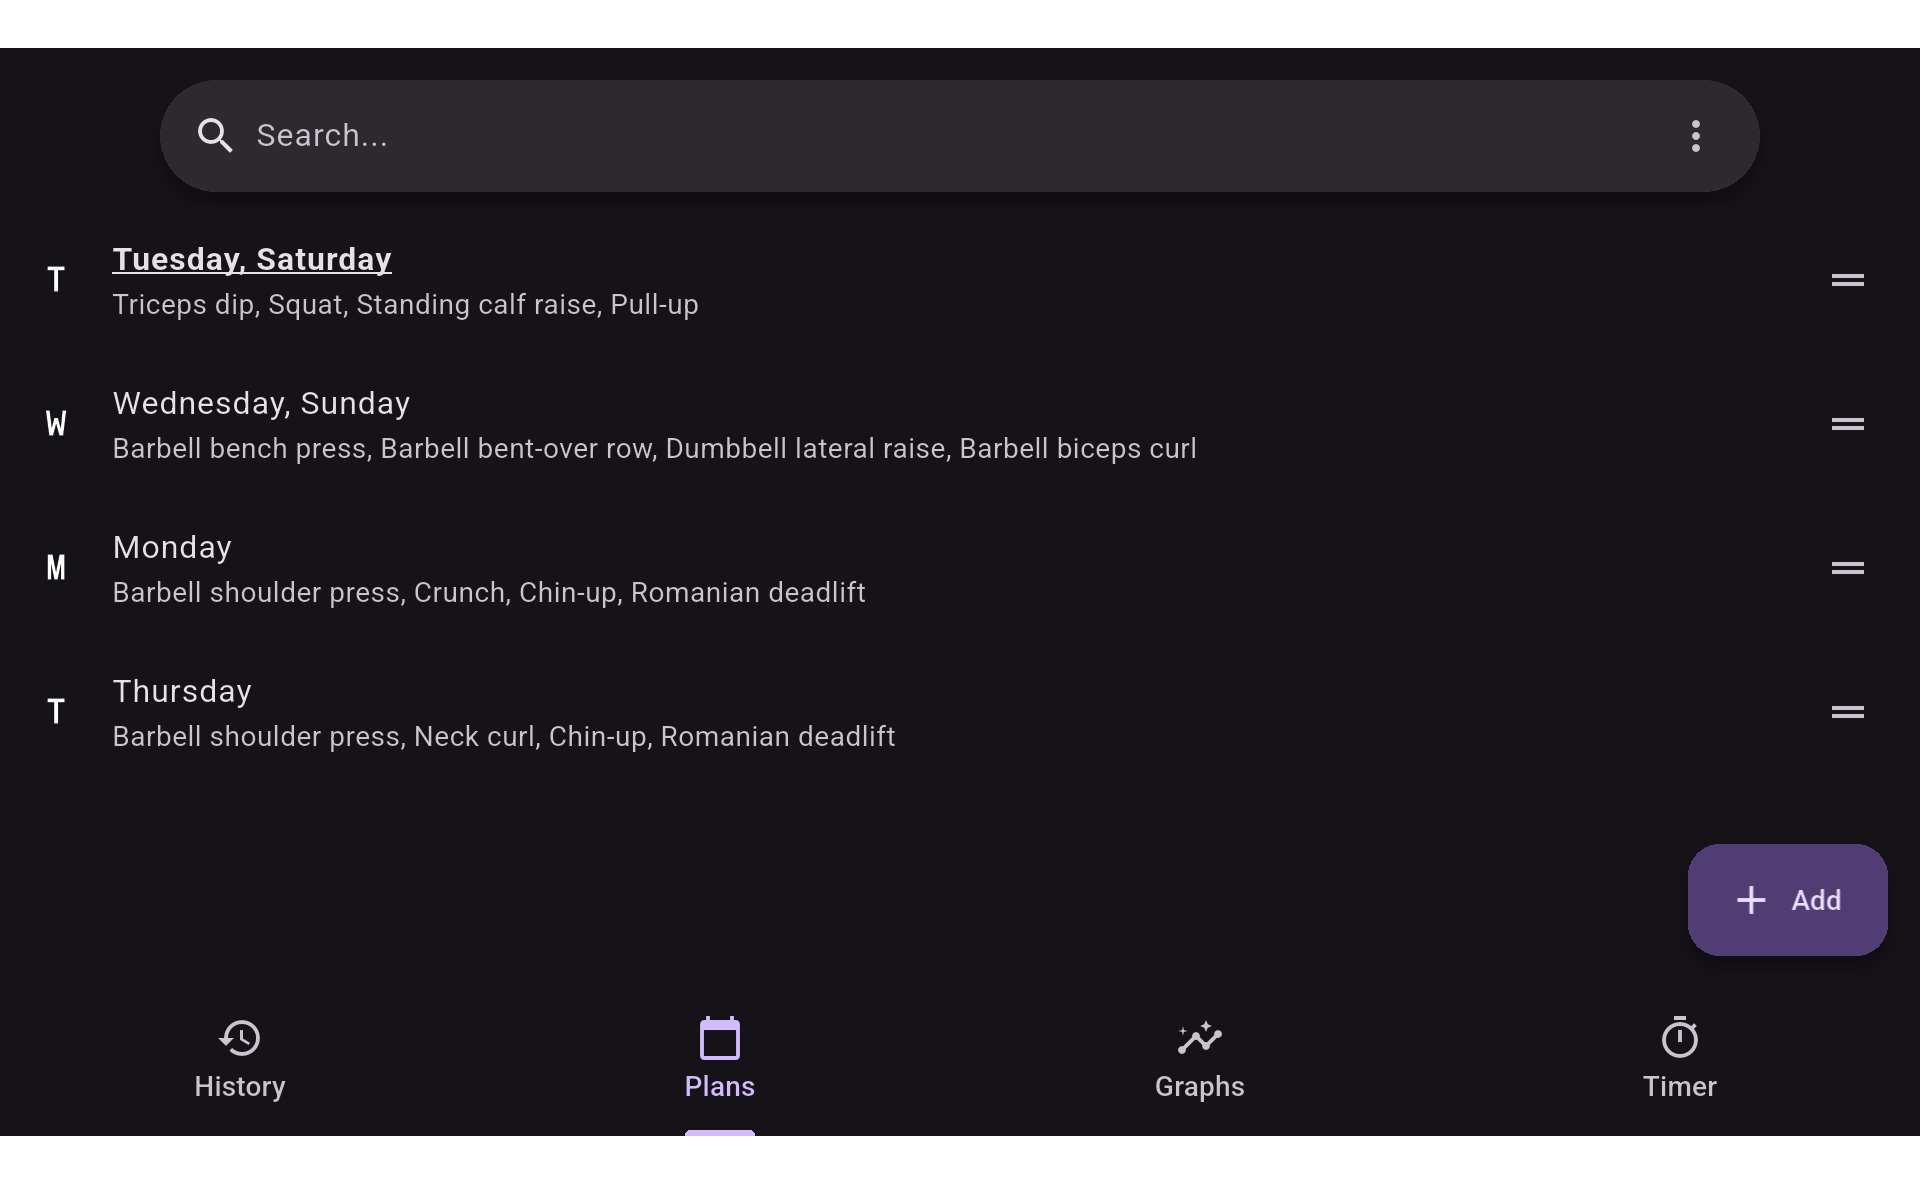 Search...
T
Tuesday, Saturday
Triceps dip, Squat, Standing calf raise, Pull-up
W
Wednesday, Sunday
Barbell bench press, Barbell bent-over row, Dumbbell lateral raise, Barbell biceps curl
M
Monday
Barbell shoulder press, Crunch, Chin-up, Romanian deadlift
T
Thursday
Barbell shoulder press, Neck curl, Chin-up, Romanian deadlift
Add
History
Plans
Graphs
Timer